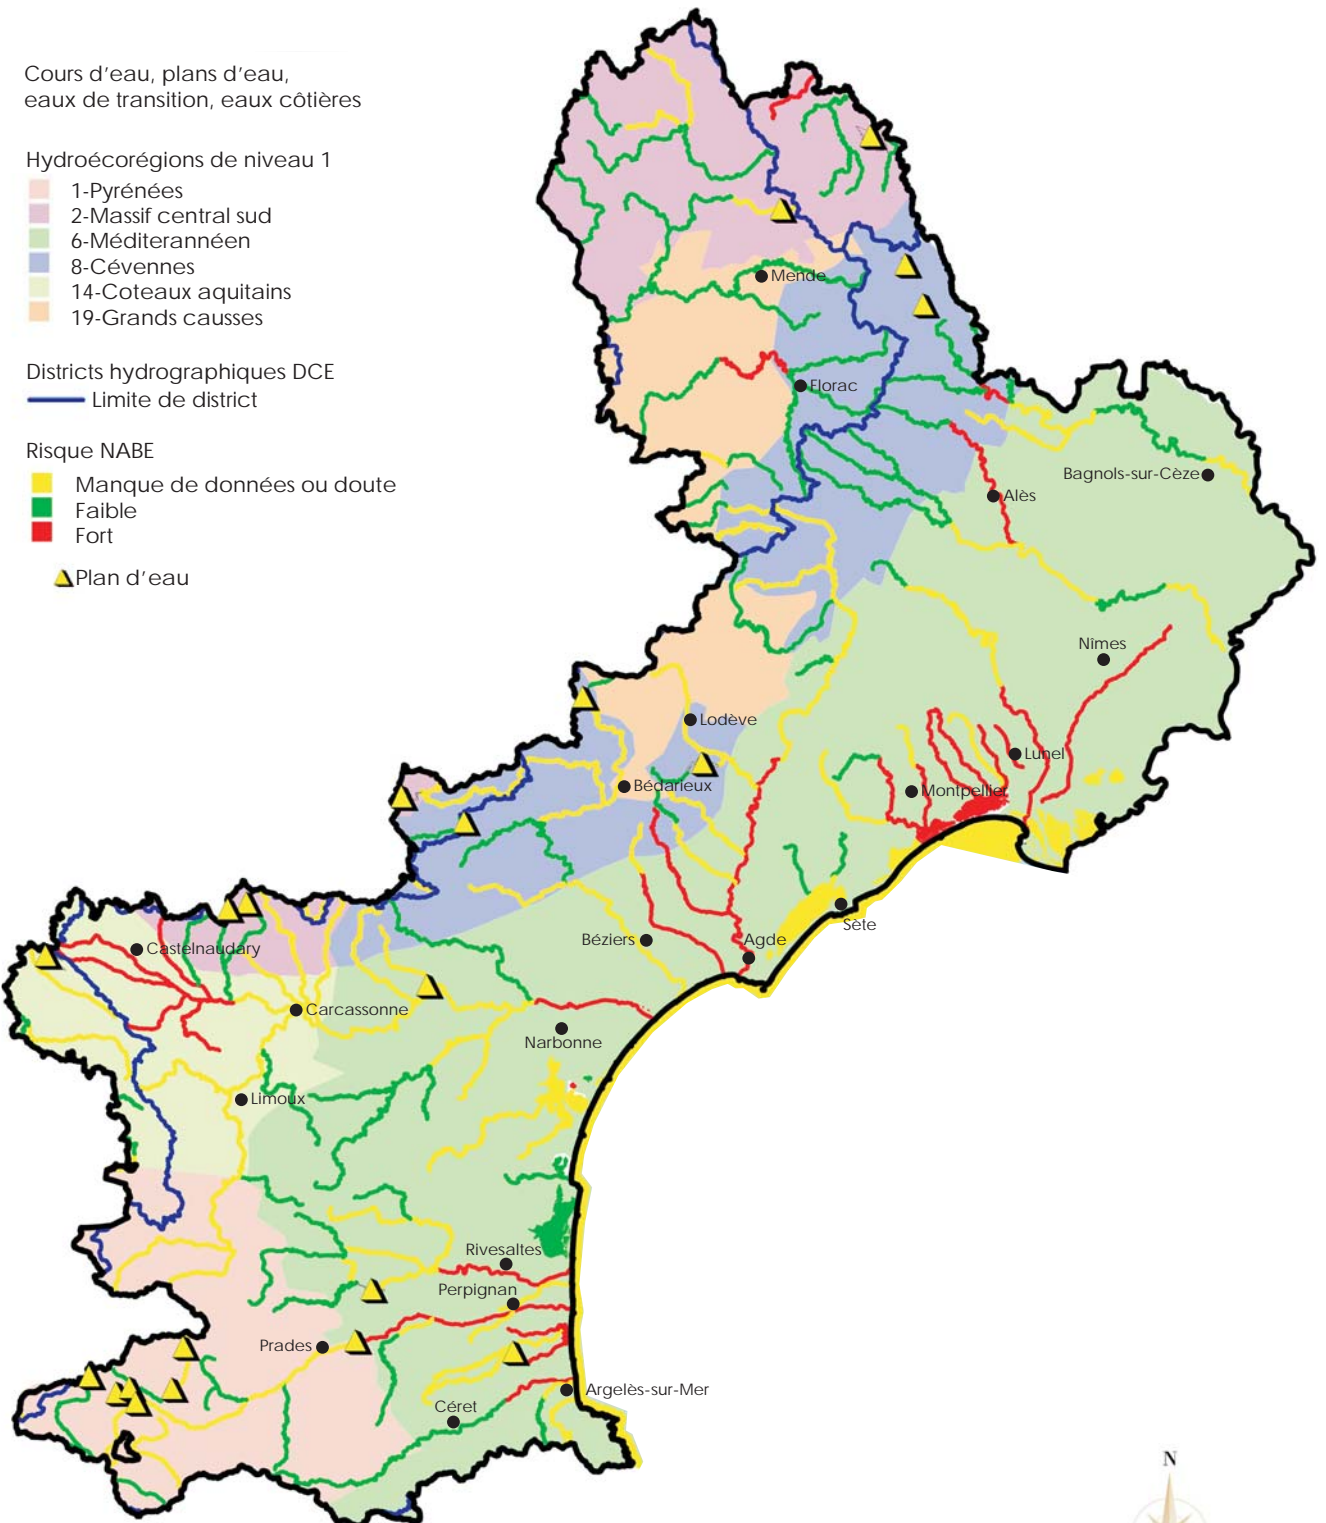 Cours d'eau, plans d'eau,
eaux de transition, eaux côtières
Hydroécorégions de niveau 1
1-Pyrénées
2-Massif central sud
6-Méditerannéen
8-Cévennes
14-Coteaux aquitains
19-Grands causses
Districts hydrographiques DCE
Limite de district
Risque NABE
Manque de données ou doute
Faible
Fort
Plan d'eau
Mende
Florac
Bagnols-sur-Cèze
Alès
Nîmes
Lodève
Lunel
Bédarieux
Montpellier
Sète
Béziers
Agde
Castelnaudary
Carcassonne
Narbonne
Limoux
Rivesaltes
Perpignan
Prades
Argelès-sur-Mer
Céret
N